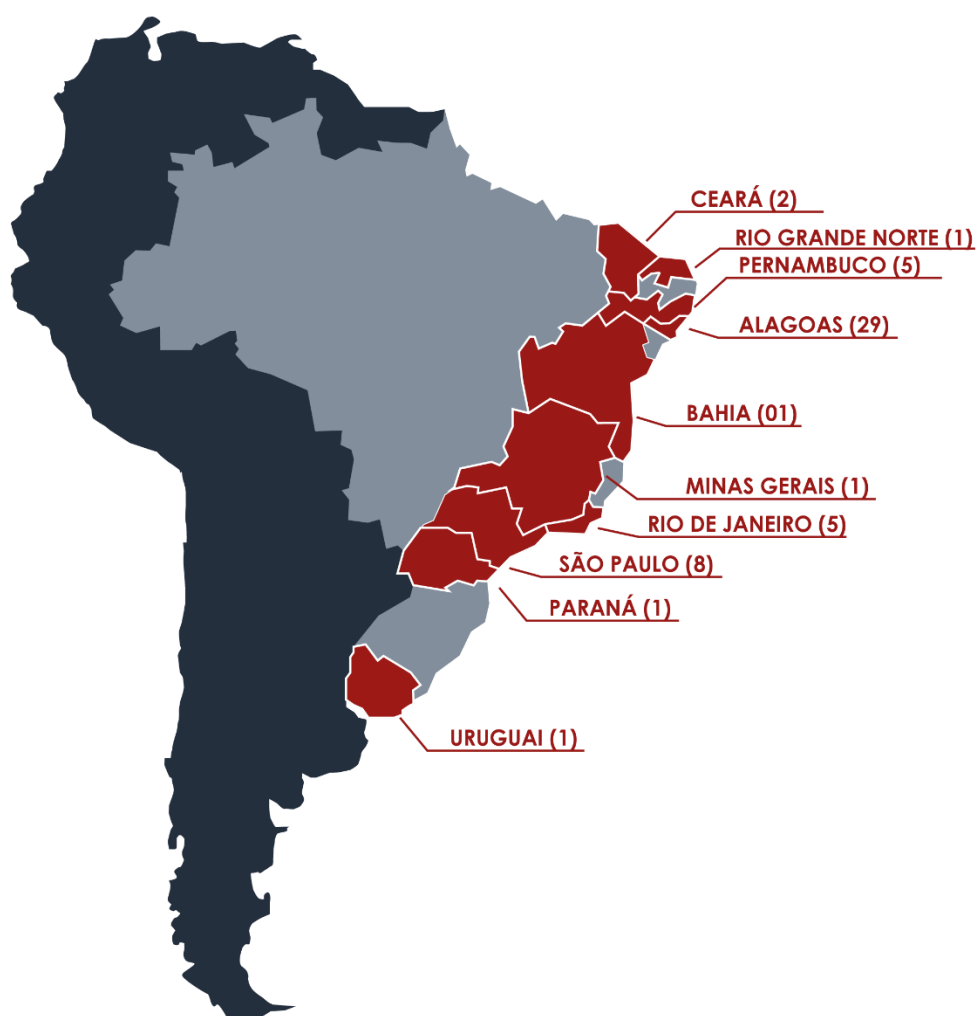 CEARÁ (2)
RIO GRANDE NORTE (1)
PERNAMBUCO (5)
ALAGOAS (29)
BAHIA (01)
MINAS GERAIS (1)
RIO DE JANEIRO (5)
SÃO PAULO (8)
PARANÁ (1)
URUGUAI (1)